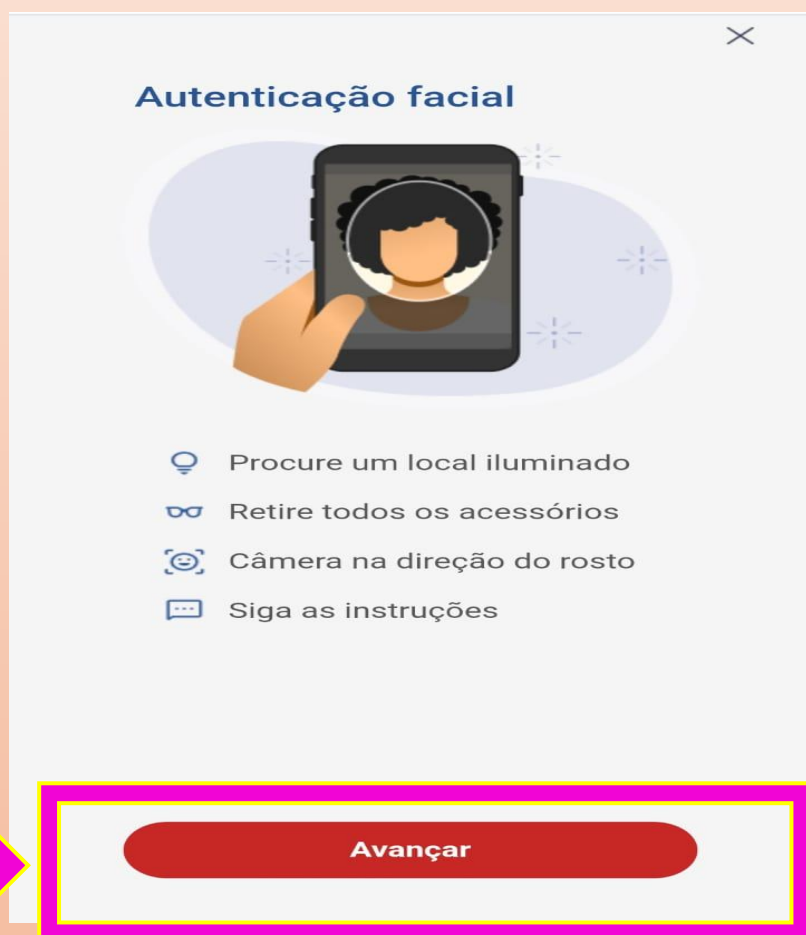 Autenticação facial
Procure um local iluminado
Retire todos os acessórios
Câmera na direção do rosto
Siga as instruções
Avançar